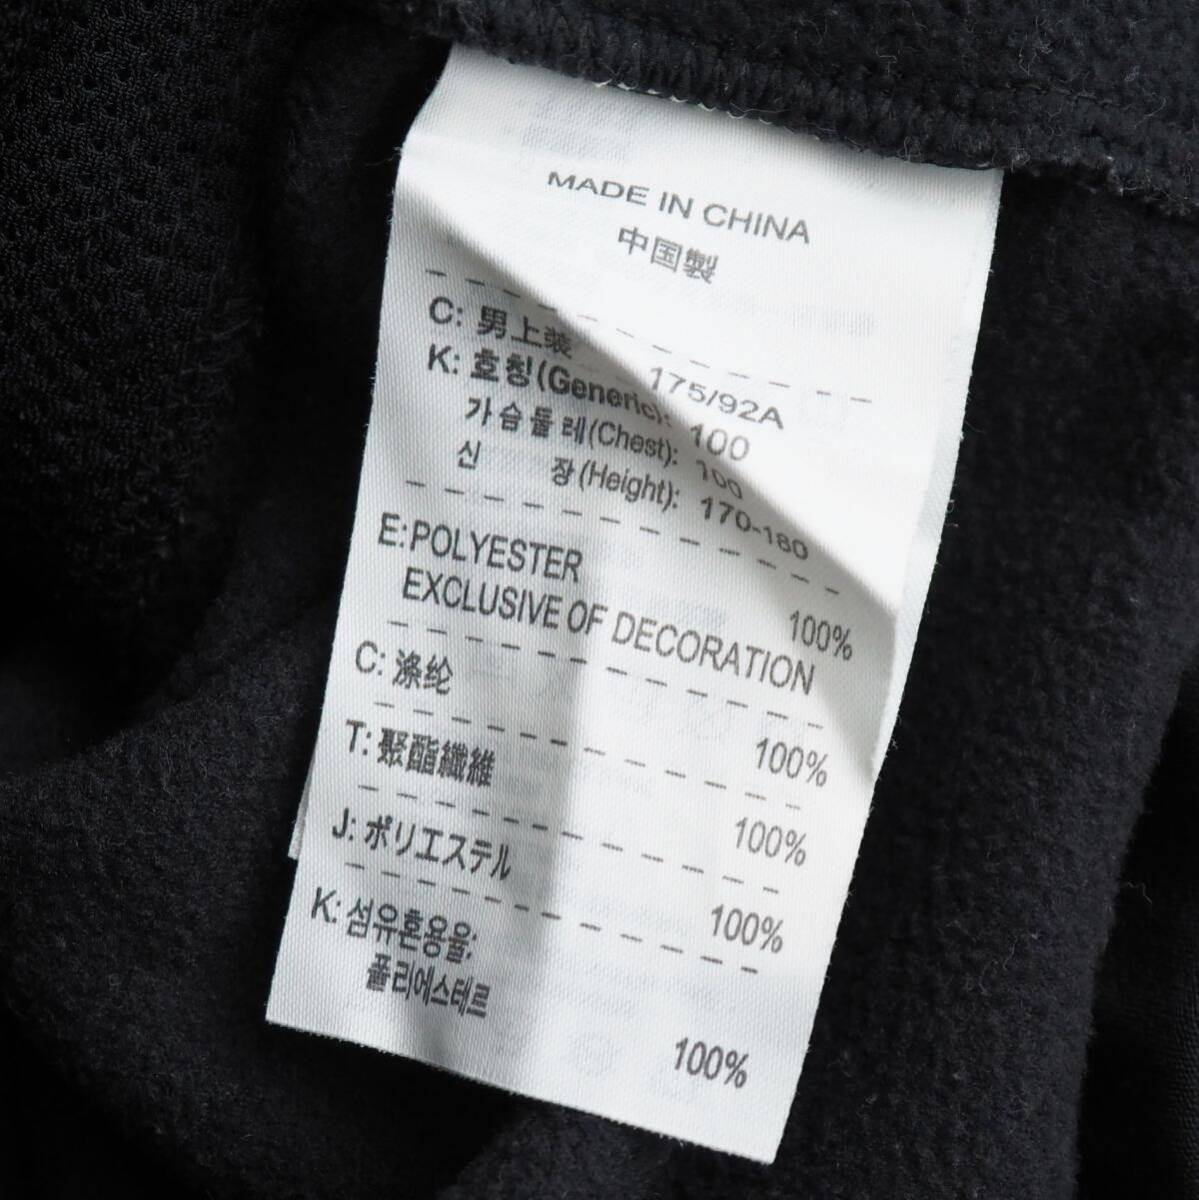 MADE IN CHINA
中国製
C: 男上装 175/92A
K: 호칭(Generic): 100
가슴둘레(Chest): 100
신 장(Height): 170-180
E:POLYESTER 100%
EXCLUSIVE OF DECORATION
C: 涤纶 100%
T: 聚酯纖維 100%
J: ポリエステル 100%
K: 섬유혼용율:
폴리에스테르 100%